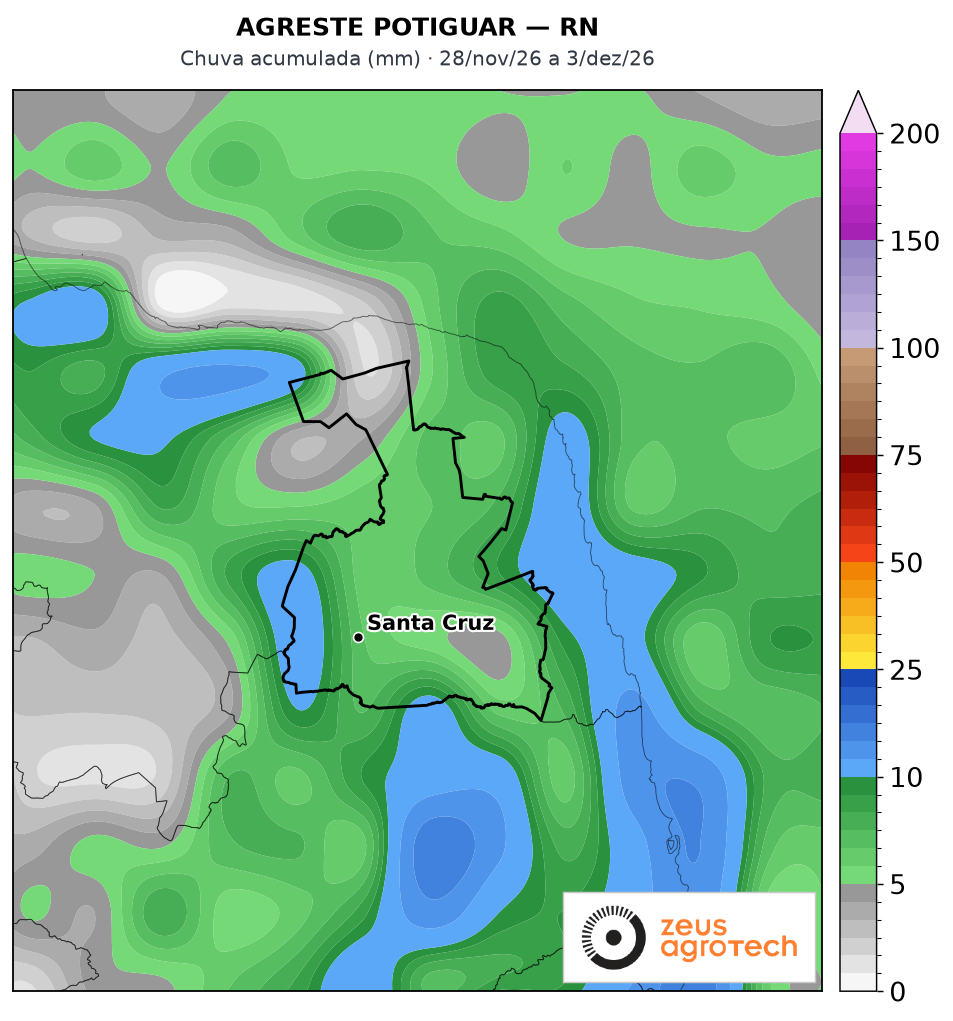 AGRESTE POTIGUAR — RN
Chuva acumulada (mm) · 28/nov/26 a 3/dez/26
200
150
100
75
50
25
10
5
0
Santa Cruz
zeus
agrotech